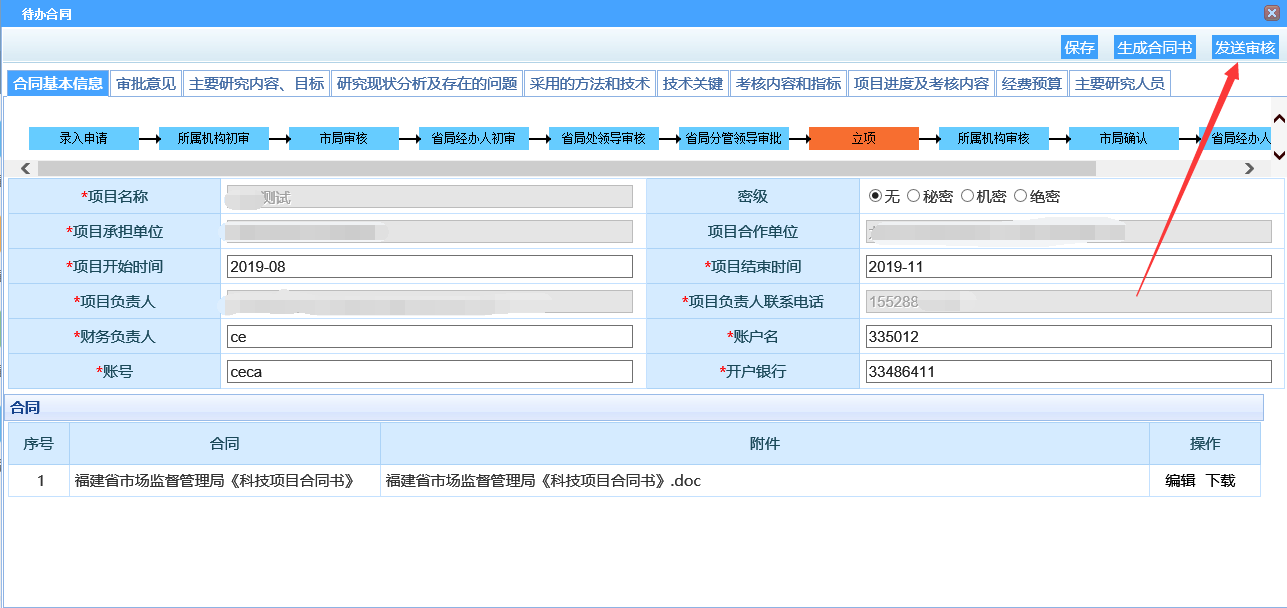 待办合同
保存 生成合同书 发送审核
合同基本信息 审批意见 主要研究内容、目标 研究现状分析及存在的问题 采用的方法和技术 技术关键 考核内容和指标 项目进度及考核内容 经费预算 主要研究人员
录入申请 所属机构初审 市局审核 省局经办人初审 省局处领导审核 省局分管领导审批 立项 所属机构审核 市局确认 省局经办人
*项目名称 测试 密级 无 秘密 机密 绝密
*项目承担单位 项目合作单位
*项目开始时间 2019-08 *项目结束时间 2019-11
*项目负责人 *项目负责人联系电话 155288
*财务负责人 ce *账户名 335012
*账号 ceca *开户银行 33486411
合同
序号 合同 附件 操作
1 福建省市场监督管理局《科技项目合同书》 福建省市场监督管理局《科技项目合同书》.doc 编辑 下载